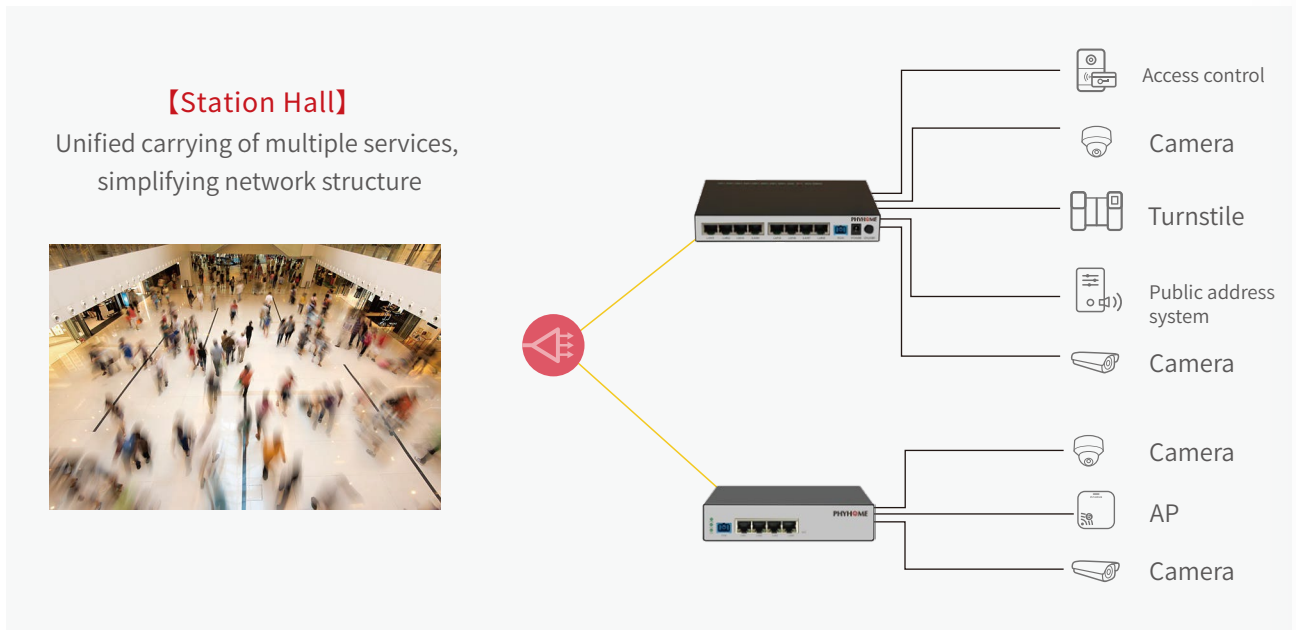 【Station Hall】
Unified carrying of multiple services,
simplifying network structure
Access control
Camera
PHYHOME
Turnstile
Public address
system
Camera
Camera
PHYHOME
AP
Camera